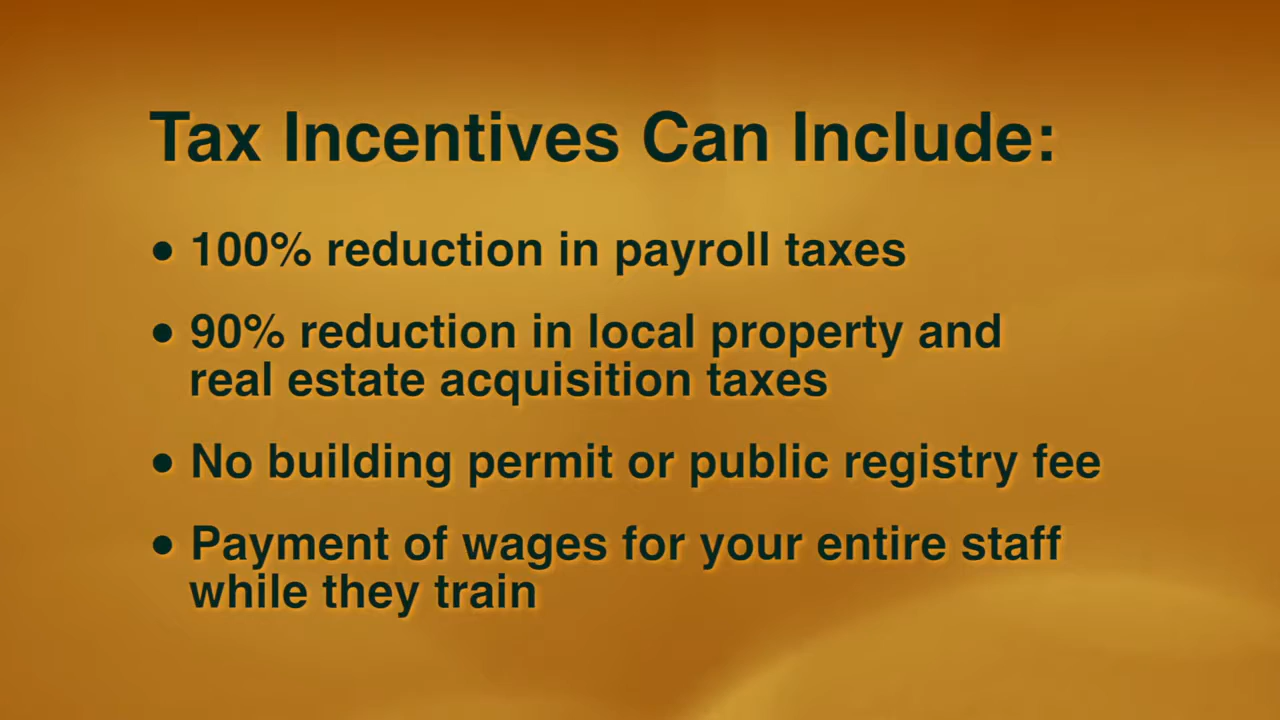 Tax Incentives Can Include:
● 100% reduction in payroll taxes
● 90% reduction in local property and
real estate acquisition taxes
● No building permit or public registry fee
● Payment of wages for your entire staff
while they train